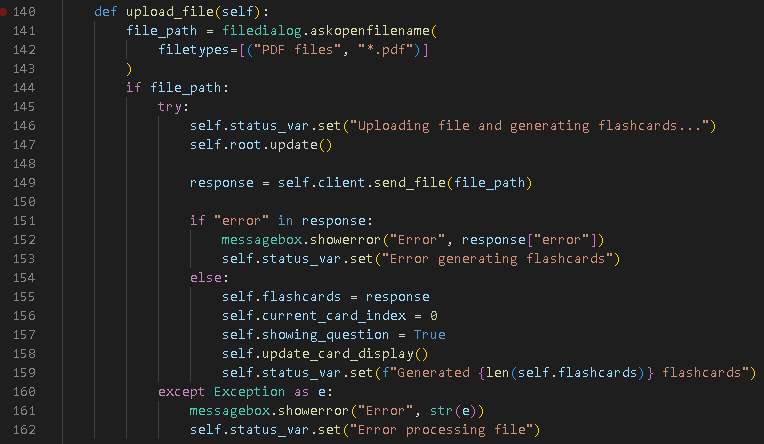 140 def upload_file(self):
141 file_path = filedialog.askopenfilename(
142 filetypes=[("PDF files", "*.pdf")]
143 )
144 if file_path:
145 try:
146 self.status_var.set("Uploading file and generating flashcards...")
147 self.root.update()
148
149 response = self.client.send_file(file_path)
150
151 if "error" in response:
152 messagebox.showerror("Error", response["error"])
153 self.status_var.set("Error generating flashcards")
154 else:
155 self.flashcards = response
156 self.current_card_index = 0
157 self.showing_question = True
158 self.update_card_display()
159 self.status_var.set(f"Generated {len(self.flashcards)} flashcards")
160 except Exception as e:
161 messagebox.showerror("Error", str(e))
162 self.status_var.set("Error processing file")